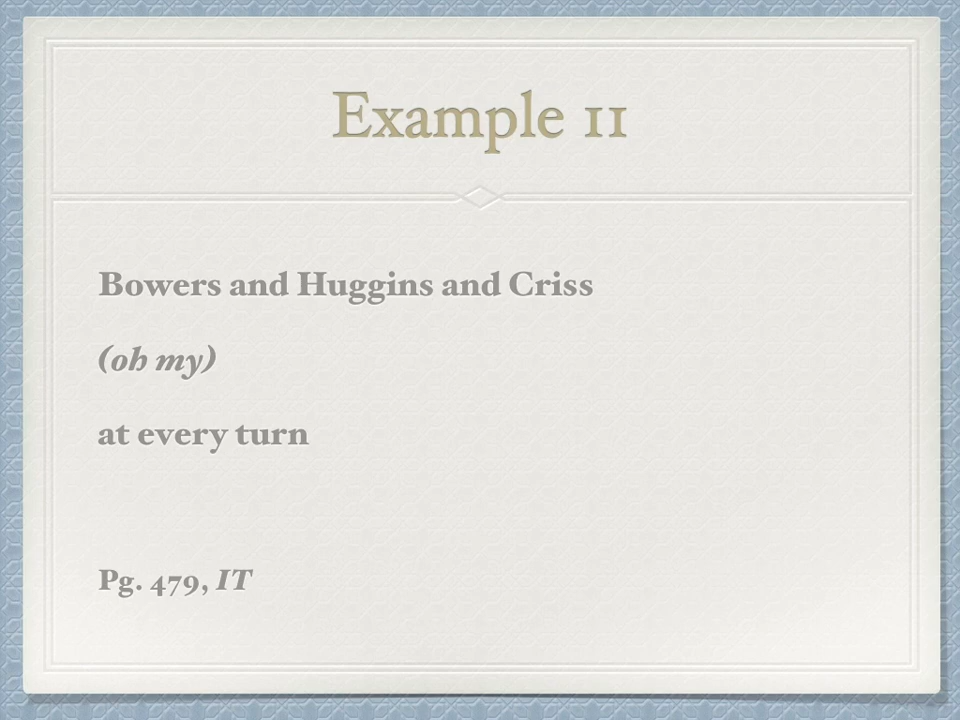 Example 11
Bowers and Huggins and Criss
(oh my)
at every turn
Pg. 479, IT